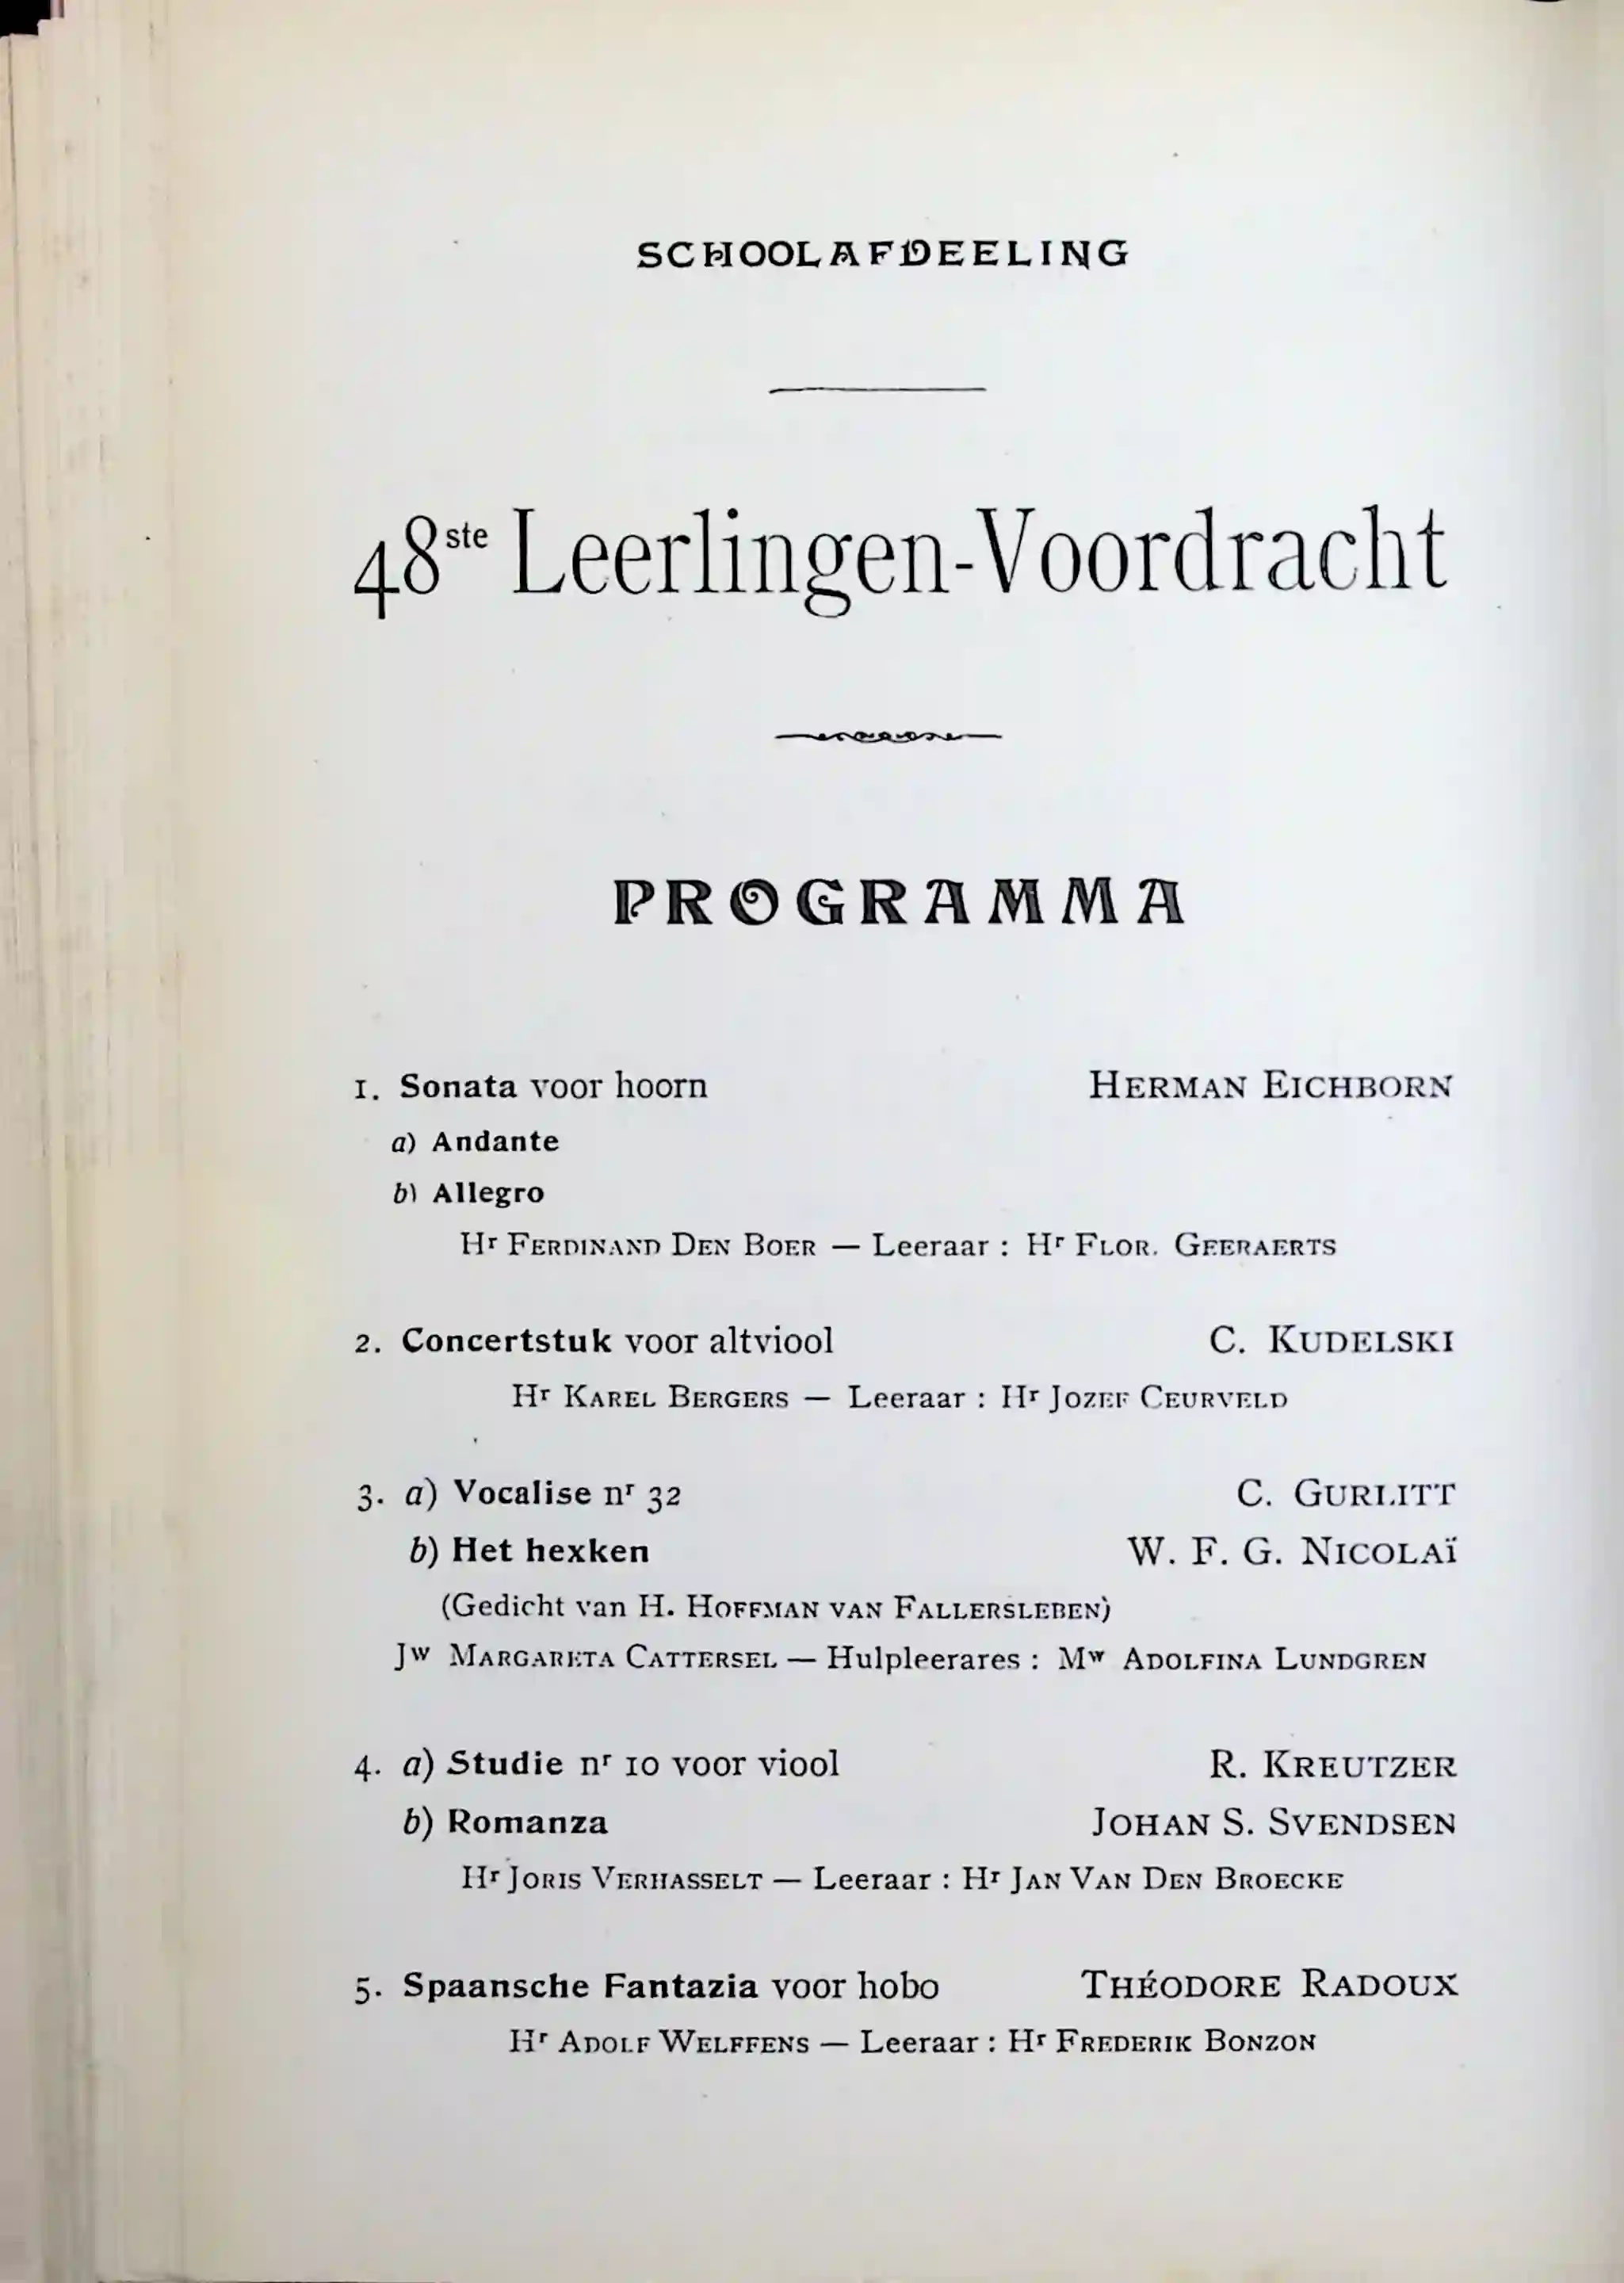 SCHOOLAFDEELING
48ste Leerlingen-Voordracht
PROGRAMMA
1. Sonata voor hoorn HERMAN EICHBORN
a) Andante
b) Allegro
Hr FERDINAND DEN BOER — Leeraar : Hr FLOR. GEERAERTS
2. Concertstuk voor altviool C. KUDELSKI
Hr KAREL BERGERS — Leeraar : Hr JOZEF CEURVELD
3. a) Vocalise nr 32 C. GURLITT
b) Het hexken W. F. G. NICOLAÏ
(Gedicht van H. HOFFMAN VAN FALLERSLEBEN)
Jw MARGARETA CATTERSEL — Hulpleerares : Mw ADOLFINA LUNDGREN
4. a) Studie nr 10 voor viool R. KREUTZER
b) Romanza JOHAN S. SVENDSEN
Hr JORIS VERHASSELT — Leeraar : Hr JAN VAN DEN BROECKE
5. Spaansche Fantazia voor hobo THÉODORE RADOUX
Hr ADOLF WELFFENS — Leeraar : Hr FREDERIK BONZON